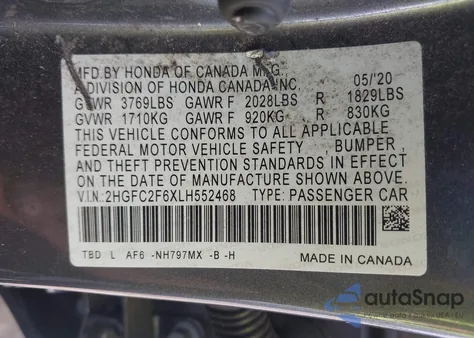 MFD.BY HONDA OF CANADA MFG., 05/'20
A DIVISION OF HONDA CANADA INC.
GVWR 3769LBS GAWR F 2028LBS R 1829LBS
GVWR 1710KG GAWR F 920KG R 830KG
THIS VEHICLE CONFORMS TO ALL APPLICABLE
FEDERAL MOTOR VEHICLE SAFETY, BUMPER,
AND THEFT PREVENTION STANDARDS IN EFFECT
ON THE DATE OF MANUFACTURE SHOWN ABOVE.
V.I.N.:2HGFC2F6XLH552468 TYPE: PASSENGER CAR
TBD L AF6 -NH797MX -B -H
MADE IN CANADA
autoSnap